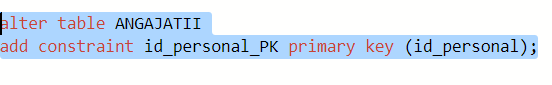 alter table ANGAJATII
add constraint id_personal_PK primary key (id_personal);